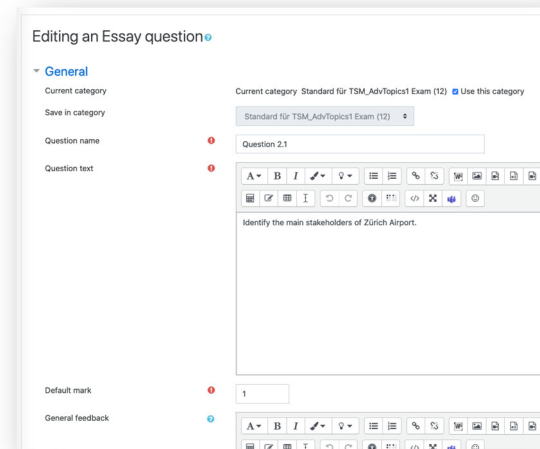 Editing an Essay question
General
Current category
Current category Standard für TSM_AdvTopics1 Exam (12) Use this category
Save in category
Standard für TSM_AdvTopics1 Exam (12)
Question name
Question 2.1
Question text
Identify the main stakeholders of Zürich Airport.
Default mark
1
General feedback